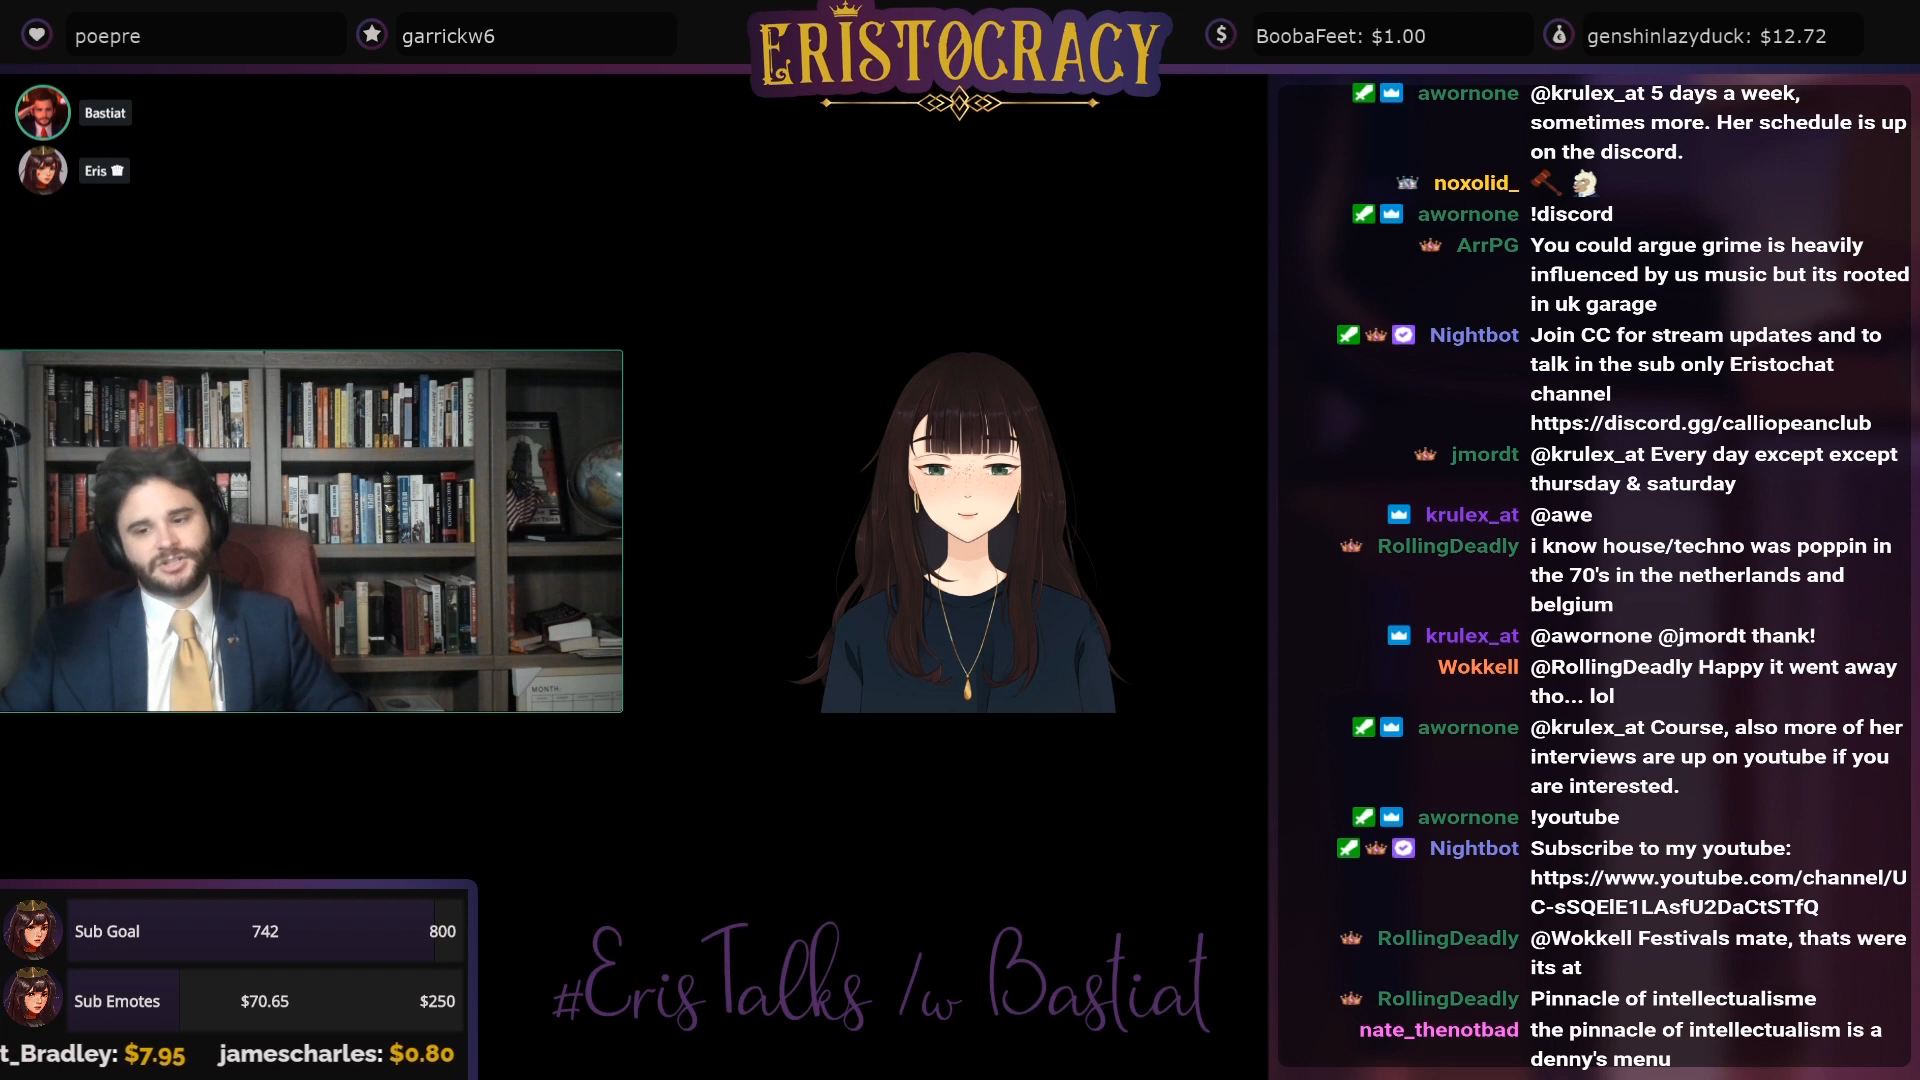 poepre
garrickw6
ERISTOCRACY
BoobaFeet: $1.00
genshinlazyduck: $12.72
Bastiat
Eris
MONTH:
Sub Goal 742 800
Sub Emotes $70.65 $250
t_Bradley: $7.95 jamescharles: $0.80
#ErisTalks /w Bastiat
awornone @krulex_at 5 days a week,
sometimes more. Her schedule is up
on the discord.
noxolid_
awornone !discord
ArrPG You could argue grime is heavily
influenced by us music but its rooted
in uk garage
Nightbot Join CC for stream updates and to
talk in the sub only Eristochat
channel
https://discord.gg/calliopeanclub
jmordt @krulex_at Every day except except
thursday & saturday
krulex_at @awe
RollingDeadly i know house/techno was poppin in
the 70's in the netherlands and
belgium
krulex_at @awornone @jmordt thank!
Wokkell @RollingDeadly Happy it went away
tho... lol
awornone @krulex_at Course, also more of her
interviews are up on youtube if you
are interested.
awornone !youtube
Nightbot Subscribe to my youtube:
https://www.youtube.com/channel/U
C-sSQElE1LAsfU2DaCtSTfQ
RollingDeadly @Wokkell Festivals mate, thats were
its at
RollingDeadly Pinnacle of intellectualisme
nate_thenotbad the pinnacle of intellectualism is a
denny's menu